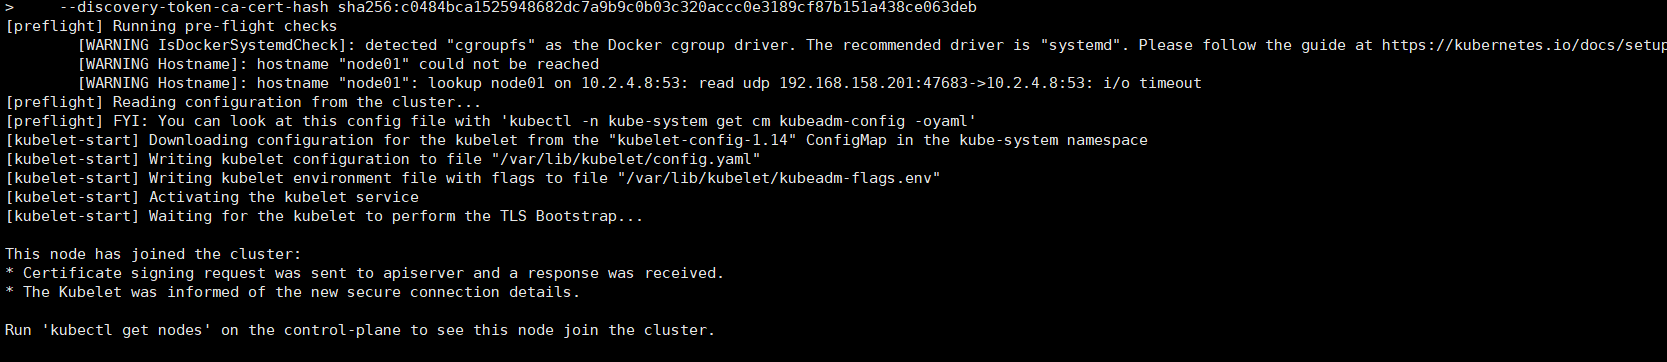 >     --discovery-token-ca-cert-hash sha256:c0484bca1525948682dc7a9b9c0b03c320accc0e3189cf87b151a438ce063deb
[preflight] Running pre-flight checks
        [WARNING IsDockerSystemdCheck]: detected "cgroupfs" as the Docker cgroup driver. The recommended driver is "systemd". Please follow the guide at https://kubernetes.io/docs/setup
        [WARNING Hostname]: hostname "node01" could not be reached
        [WARNING Hostname]: hostname "node01": lookup node01 on 10.2.4.8:53: read udp 192.168.158.201:47683->10.2.4.8:53: i/o timeout
[preflight] Reading configuration from the cluster...
[preflight] FYI: You can look at this config file with 'kubectl -n kube-system get cm kubeadm-config -oyaml'
[kubelet-start] Downloading configuration for the kubelet from the "kubelet-config-1.14" ConfigMap in the kube-system namespace
[kubelet-start] Writing kubelet configuration to file "/var/lib/kubelet/config.yaml"
[kubelet-start] Writing kubelet environment file with flags to file "/var/lib/kubelet/kubeadm-flags.env"
[kubelet-start] Activating the kubelet service
[kubelet-start] Waiting for the kubelet to perform the TLS Bootstrap...

This node has joined the cluster:
* Certificate signing request was sent to apiserver and a response was received.
* The Kubelet was informed of the new secure connection details.

Run 'kubectl get nodes' on the control-plane to see this node join the cluster.